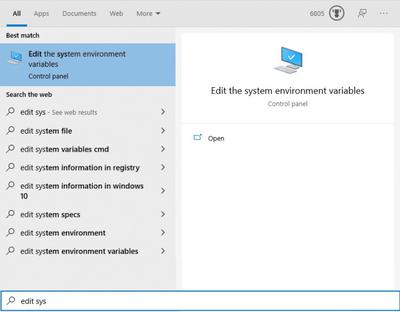 All Apps Documents Web More 6805 ...
Best match
Edit the system environment
variables
Control panel
Search the web
edit sys - See web results
edit system file
edit system variables cmd
edit system information in registry
edit system information in windows
10
edit system specs
edit system environment
edit system environment variables
Edit the system environment variables
Control panel
Open
edit sys